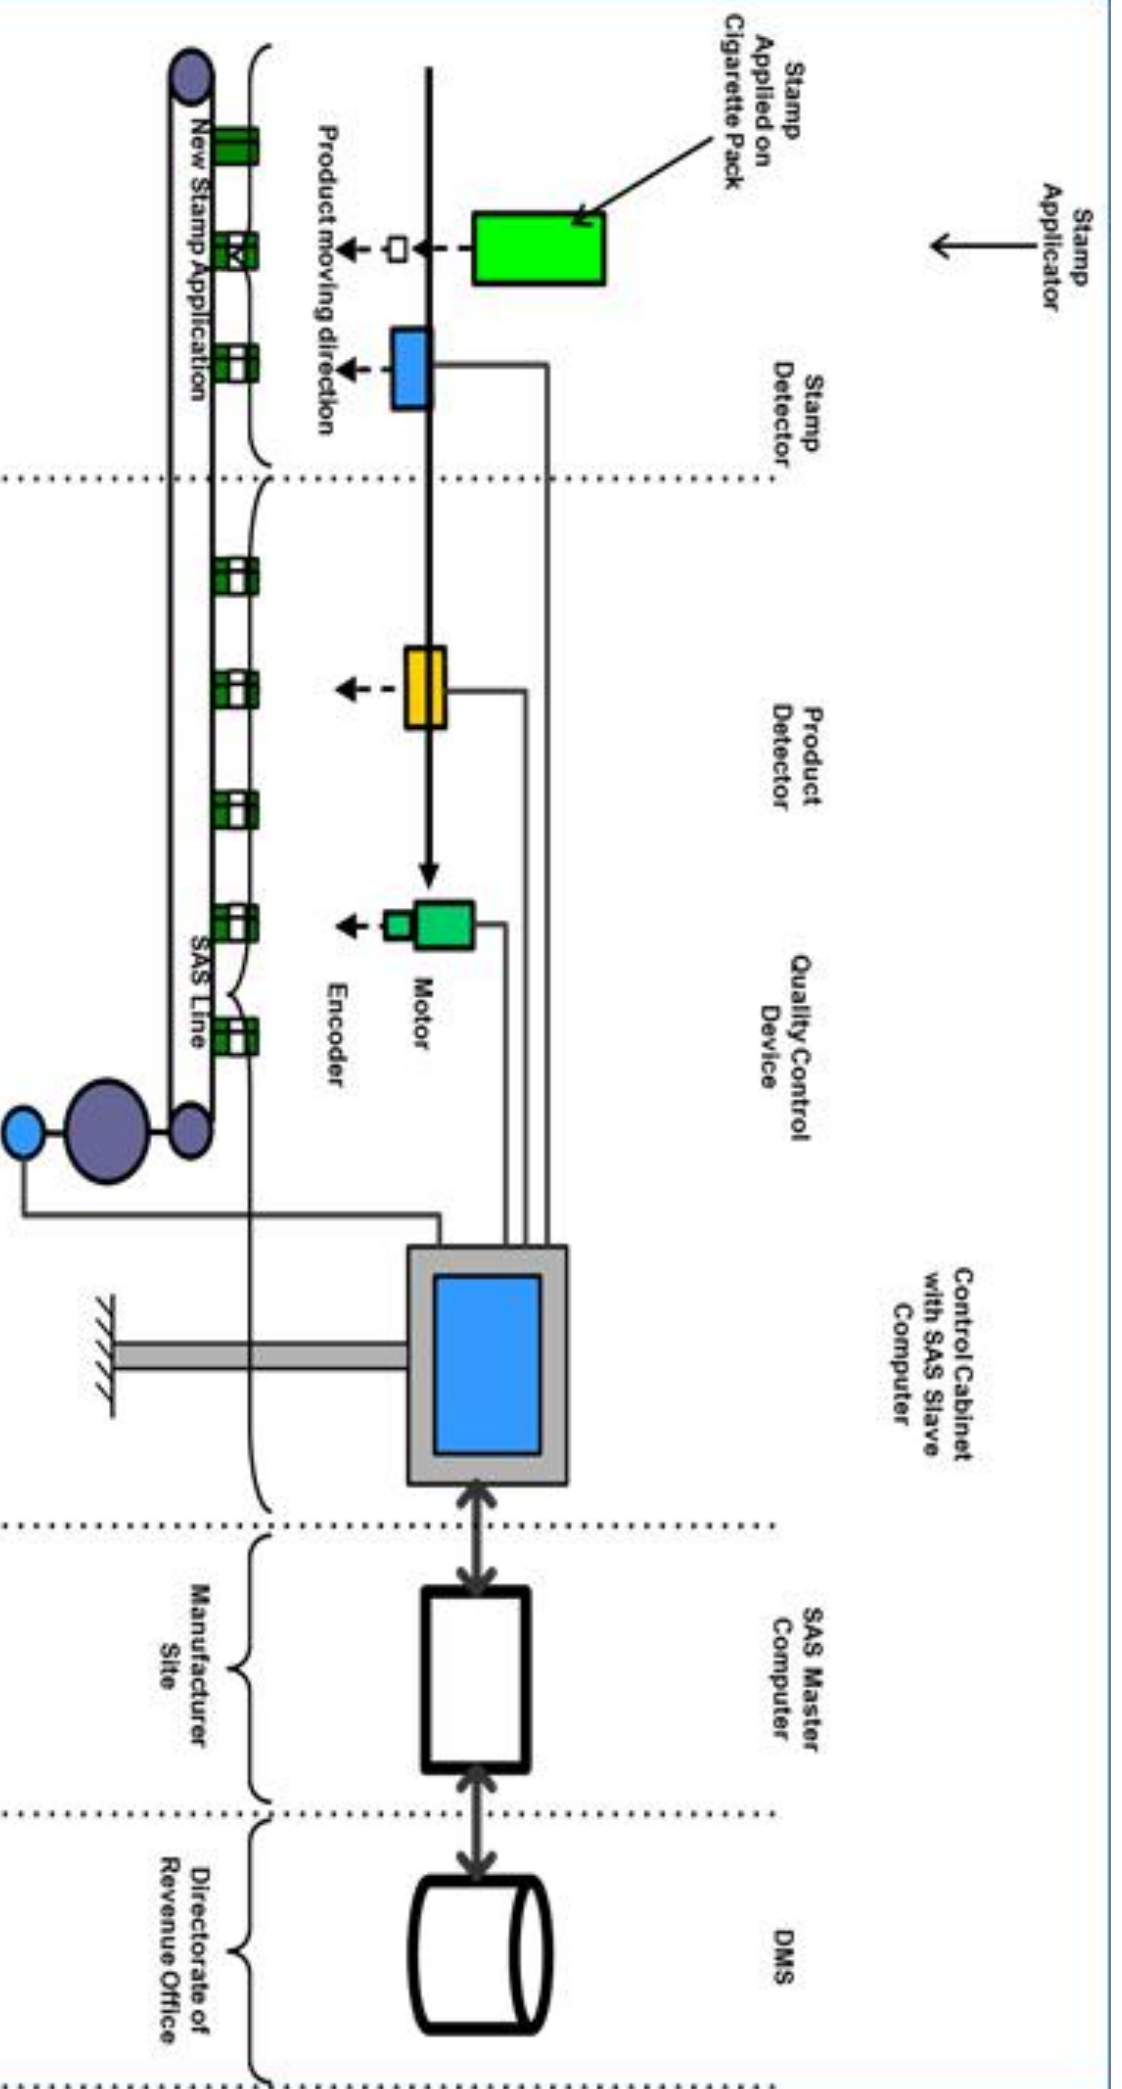 Stamp
Applicator
Stamp
Applied on
Cigarette Pack
Stamp
Detector
Product
Detector
Quality Control
Device
Control Cabinet
with SAS Slave
Computer
SAS Master
Computer
DMS
Motor
Encoder
Product moving direction
New Stamp Application
SAS Line
Manufacturer
Site
Directorate of
Revenue Office